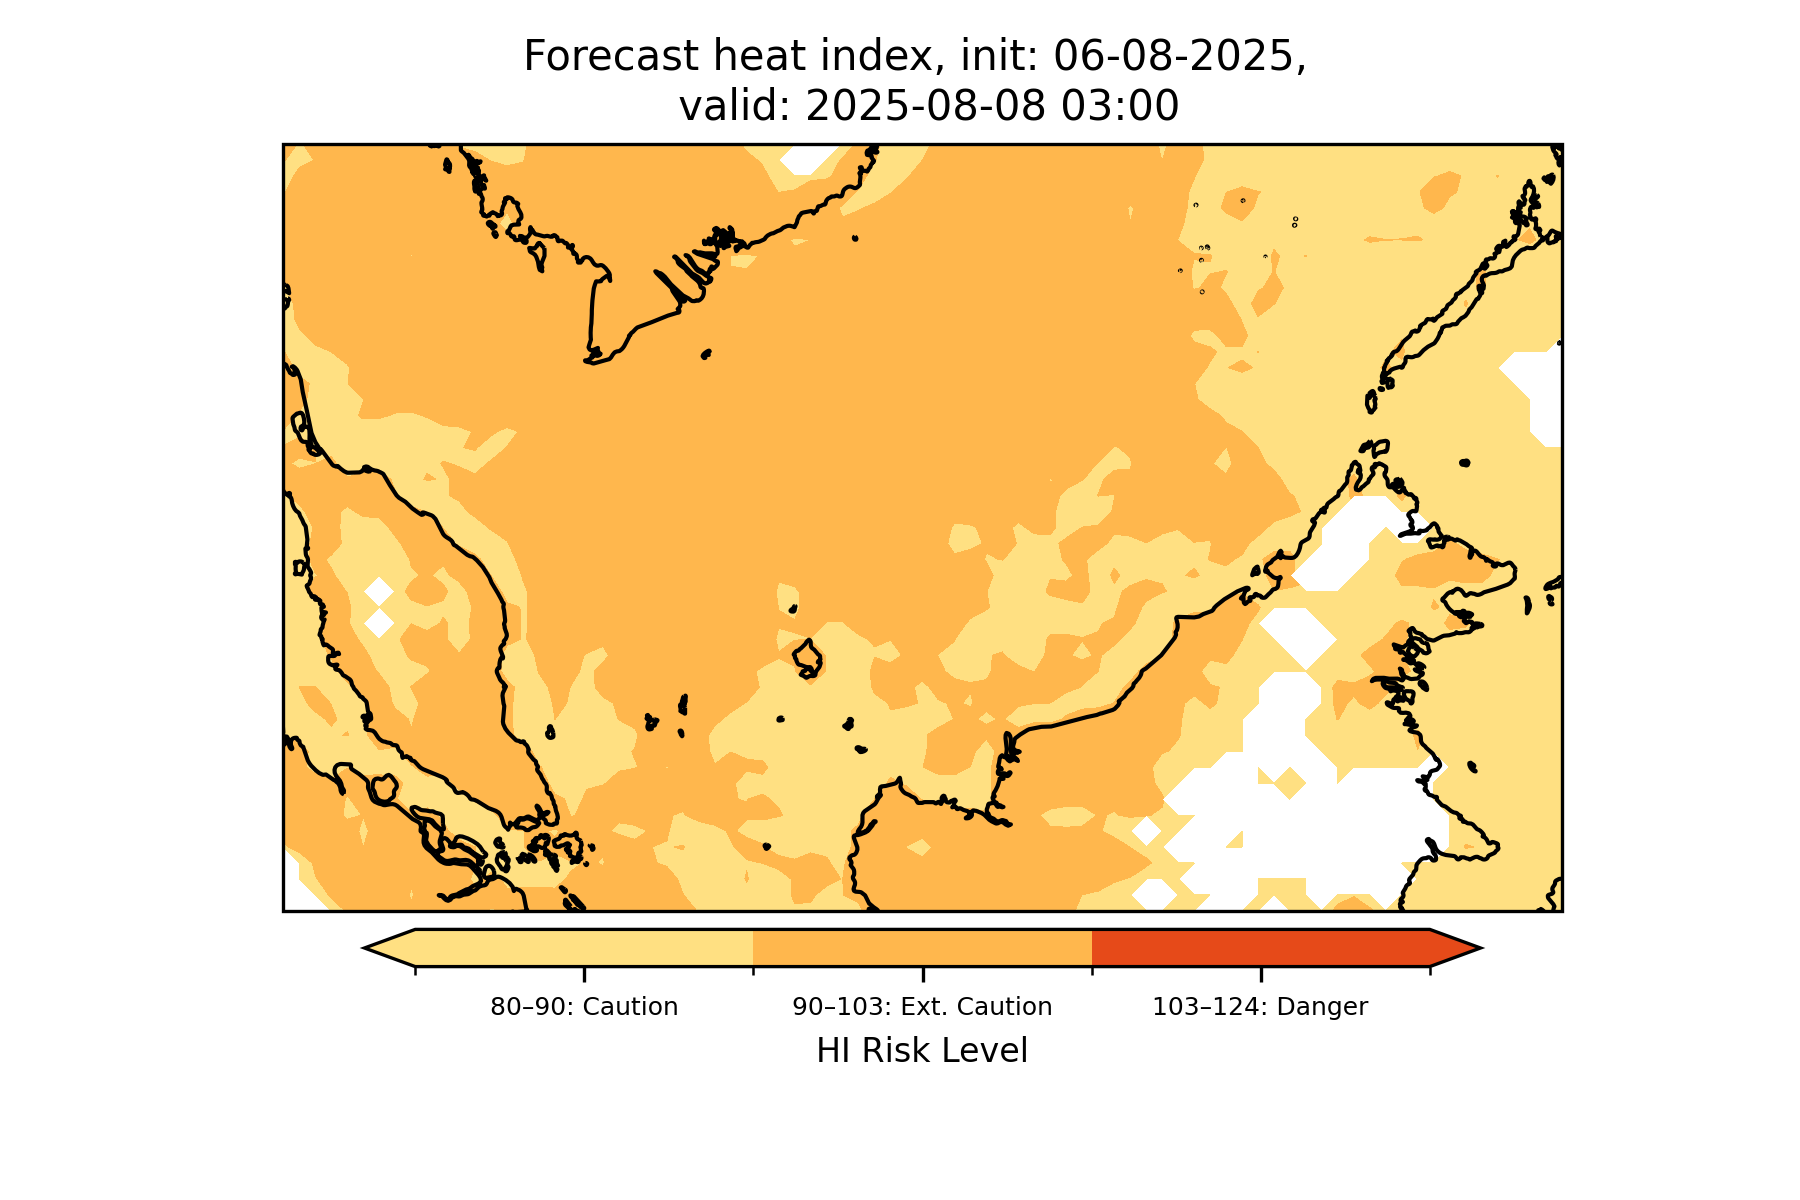 Forecast heat index, init: 06-08-2025,
valid: 2025-08-08 03:00
80–90: Caution
90–103: Ext. Caution
103–124: Danger
HI Risk Level